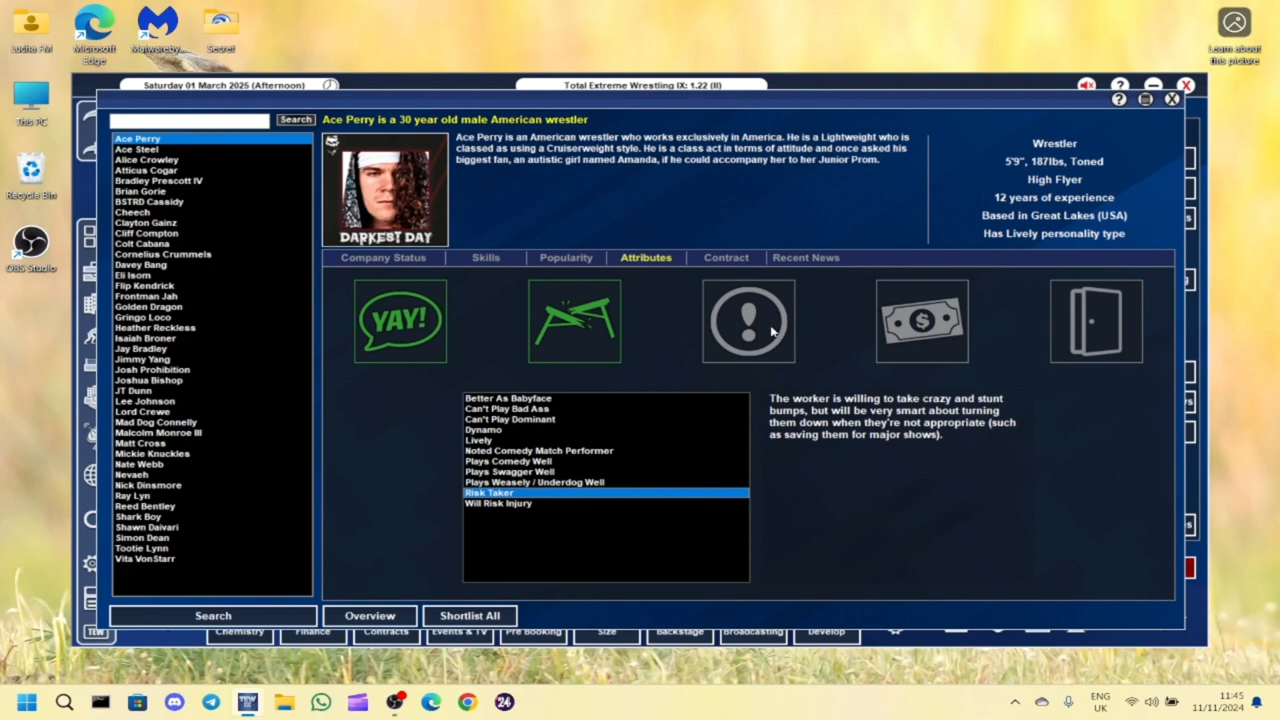 Lucha FM
Microsoft Edge
Malwareby...
Secret
Learn about this picture
This PC
Recycle Bin
OBS Studio
Saturday 01 March 2025 (Afternoon)
Total Extreme Wrestling IX: 1.22 (II)
Search
Ace Perry is a 30 year old male American wrestler
Ace Perry is an American wrestler who works exclusively in America. He is a Lightweight who is
classed as using a Cruiserweight style. He is a class act in terms of attitude and once asked his
biggest fan, an autistic girl named Amanda, if he could accompany her to her Junior Prom.
Wrestler
5'9", 187lbs, Toned
High Flyer
12 years of experience
Based in Great Lakes (USA)
Has Lively personality type
DARKEST DAY
Ace Perry
Ace Steel
Alice Crowley
Atticus Cogar
Bradley Prescott IV
Brian Gorie
BSTRD Cassidy
Cheech
Clayton Gainz
Cliff Compton
Colt Cabana
Cornelius Crummels
Davey Bang
Eli Isom
Flip Kendrick
Frontman Jah
Golden Dragon
Gringo Loco
Heather Reckless
Isaiah Broner
Jay Bradley
Jimmy Yang
Josh Prohibition
Joshua Bishop
JT Dunn
Lee Johnson
Lord Crewe
Mad Dog Connelly
Malcolm Monroe III
Matt Cross
Mickie Knuckles
Nate Webb
Nevaeh
Nick Dinsmore
Ray Lyn
Reed Bentley
Shark Boy
Shawn Daivari
Simon Dean
Tootie Lynn
Vita VonStarr
Company Status
Skills
Popularity
Attributes
Contract
Recent News
YAY!
Better As Babyface
Can't Play Bad Ass
Can't Play Dominant
Dynamo
Lively
Noted Comedy Match Performer
Plays Comedy Well
Plays Swagger Well
Plays Weasely / Underdog Well
Risk Taker
Will Risk Injury
The worker is willing to take crazy and stunt
bumps, but will be very smart about turning
them down when they're not appropriate (such
as saving them for major shows).
Search
Overview
Shortlist All
TEW
Chemistry
Finance
Contracts
Events & TV
Pre Booking
Size
Backstage
Broadcasting
Develop
24
ENG
UK
11:45
11/11/2024